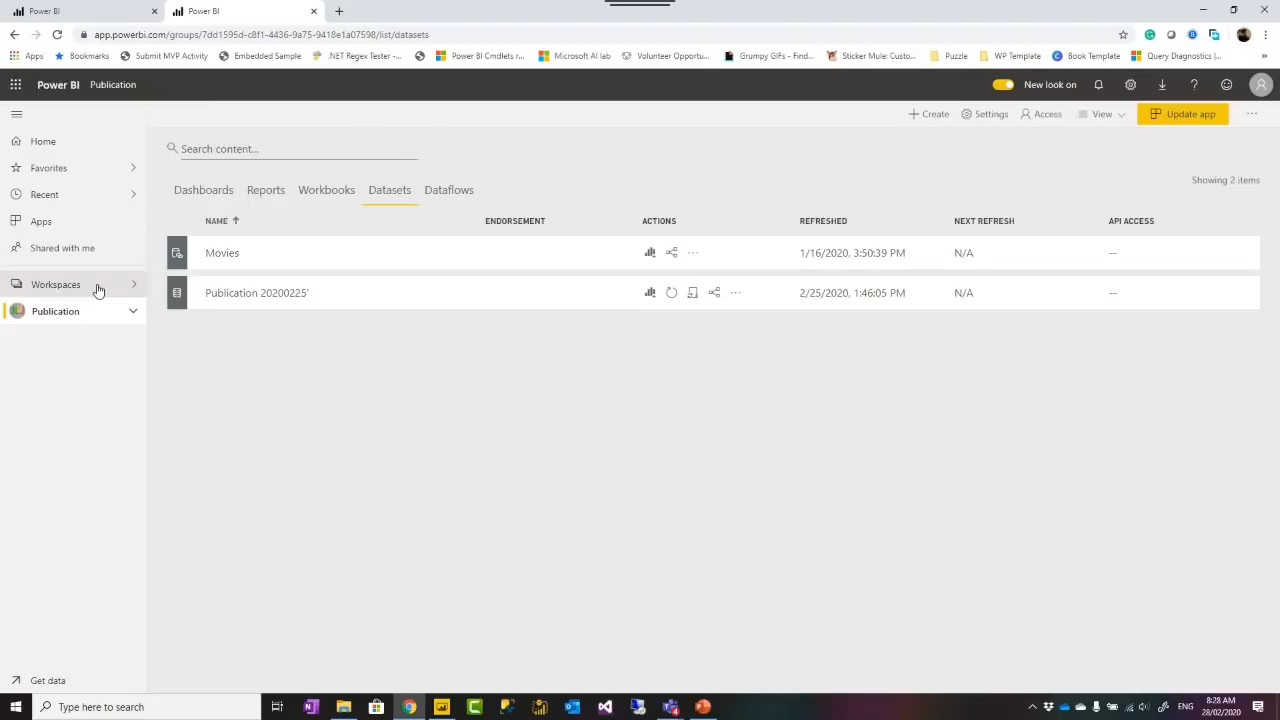 Power BI
Power BI
app.powerbi.com/groups/7dd1595d-c8f1-4436-9a75-9418e1a07598/list/datasets
Apps Bookmarks Submit MVP Activity Embedded Sample .NET Regex Tester -... Power BI Cmdlets r... Microsoft AI lab Volunteer Opportu... Grumpy GIFs - Find... Sticker Mule: Custo... Puzzle WP Template Book Template Query Diagnostics |... »
Power BI Publication New look on
Create Settings Access View Update app ...
Home
Favorites
Recent
Apps
Shared with me
Workspaces
Publication
Get data
Search content...
Dashboards Reports Workbooks Datasets Dataflows
Showing 2 items
NAME ENDORSEMENT ACTIONS REFRESHED NEXT REFRESH API ACCESS
Movies ... 1/16/2020, 3:50:39 PM N/A --
Publication 20200225' ... 2/25/2020, 1:46:05 PM N/A --
Type here to search
ENG
8:28 AM
28/02/2020